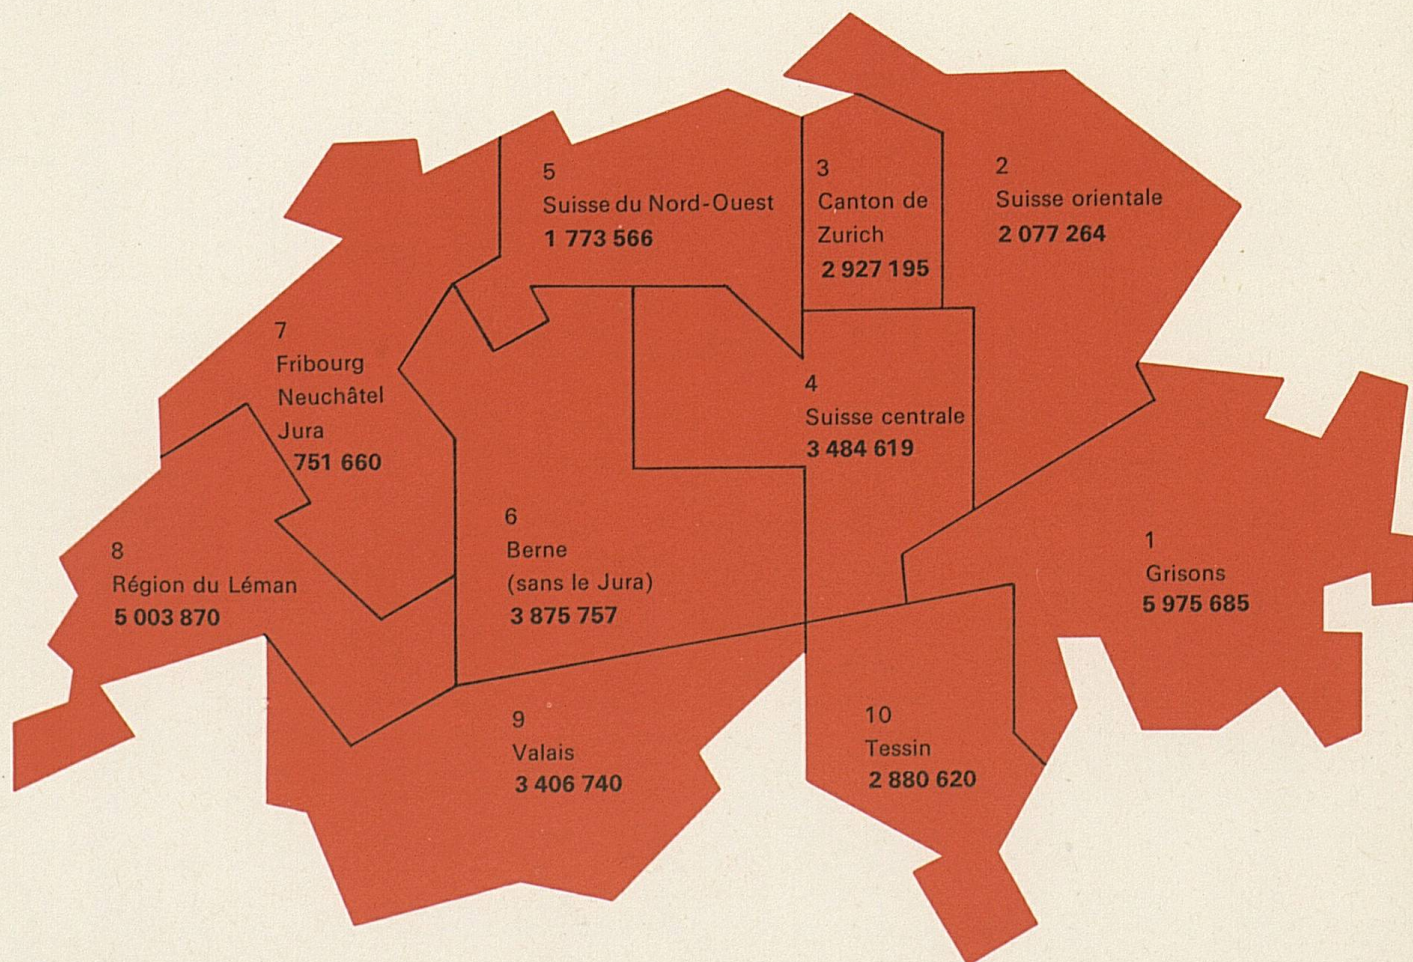 1
Grisons
5 975 685
2
Suisse orientale
2 077 264
3
Canton de
Zurich
2 927 195
4
Suisse centrale
3 484 619
5
Suisse du Nord-Ouest
1 773 566
6
Berne
(sans le Jura)
3 875 757
7
Fribourg
Neuchâtel
Jura
751 660
8
Région du Léman
5 003 870
9
Valais
3 406 740
10
Tessin
2 880 620